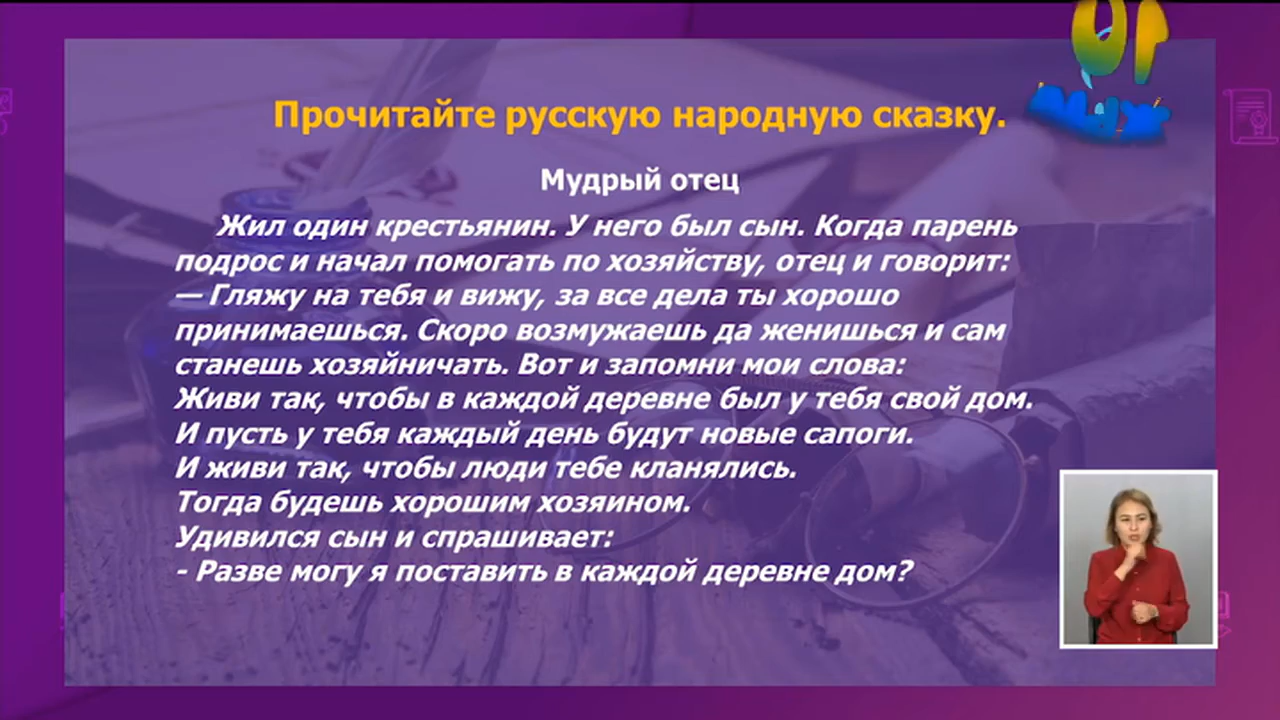 Прочитайте русскую народную сказку.
Мудрый отец
Жил один крестьянин. У него был сын. Когда парень
подрос и начал помогать по хозяйству, отец и говорит:
— Гляжу на тебя и вижу, за все дела ты хорошо
принимаешься. Скоро возмужаешь да женишься и сам
станешь хозяйничать. Вот и запомни мои слова:
Живи так, чтобы в каждой деревне был у тебя свой дом.
И пусть у тебя каждый день будут новые сапоги.
И живи так, чтобы люди тебе кланялись.
Тогда будешь хорошим хозяином.
Удивился сын и спрашивает:
- Разве могу я поставить в каждой деревне дом?